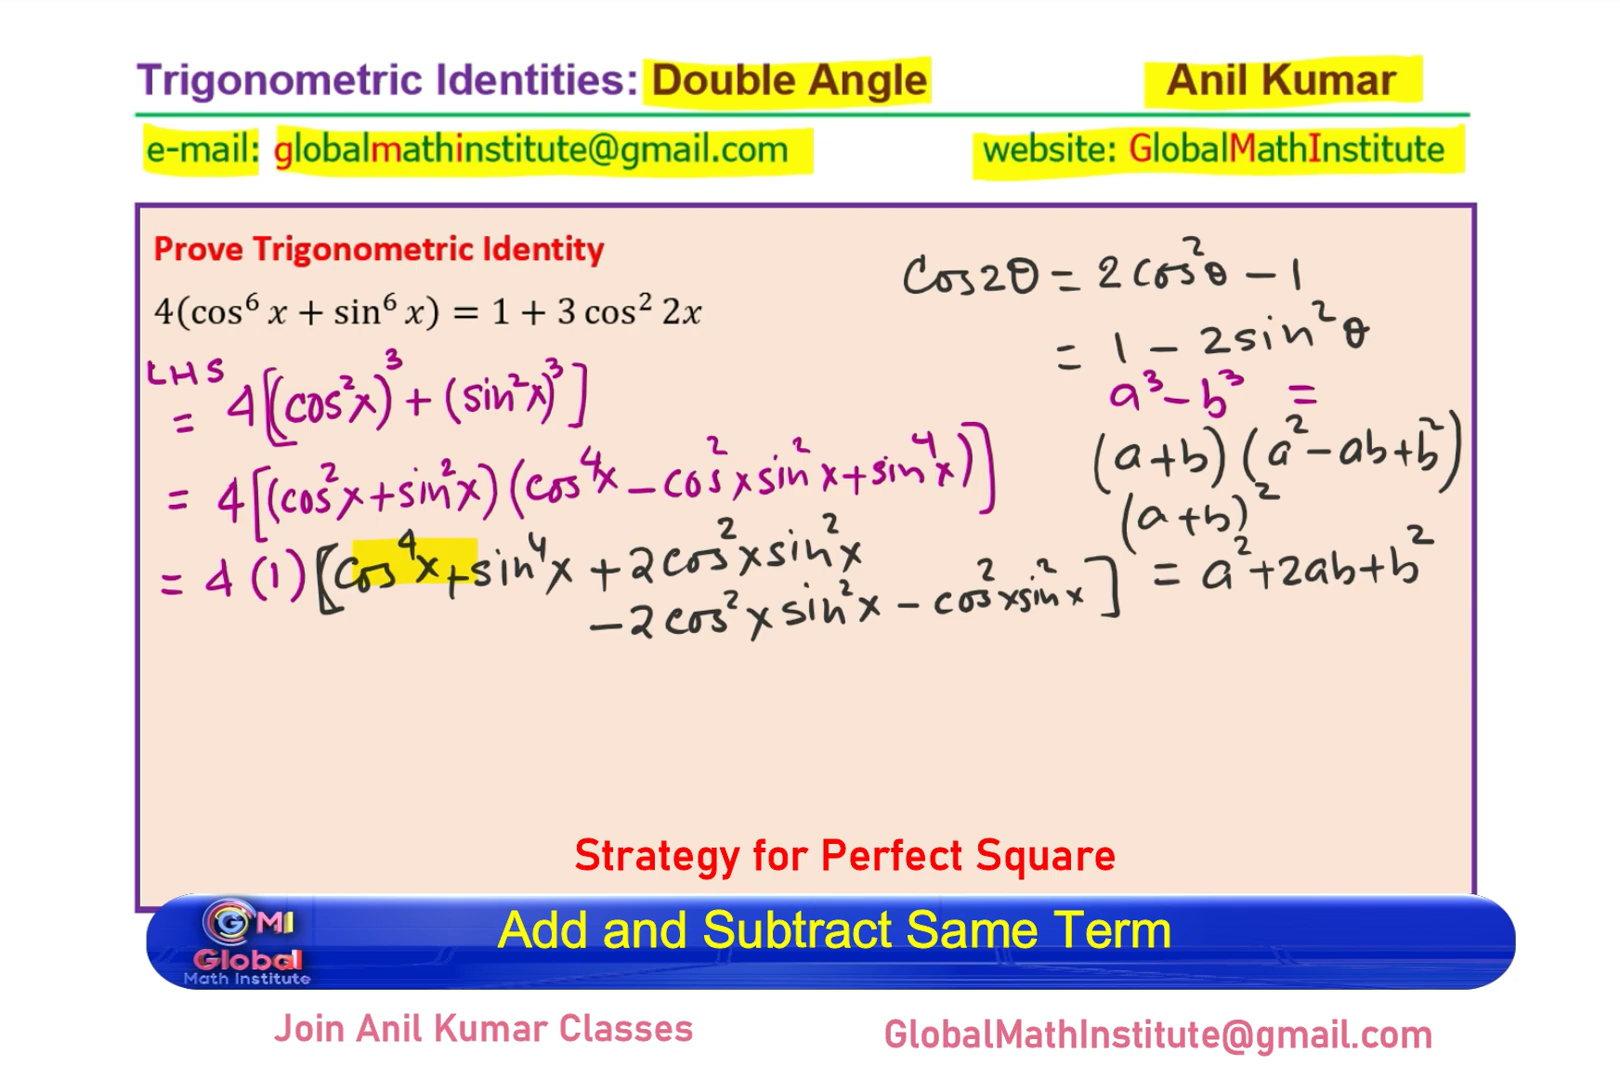 Trigonometric Identities: Double Angle Anil Kumar
e-mail: globalmathinstitute@gmail.com website: GlobalMathInstitute
Prove Trigonometric Identity
4(cos⁶ x + sin⁶ x) = 1 + 3 cos² 2x
Cos2θ = 2cos²θ − 1
= 1 − 2sin²θ
LHS
= 4[(cos²x)³ + (sin²x)³]
a³ − b³ =
(a+b)(a² − ab + b²)
= 4[(cos²x + sin²x)(cos⁴x − cos²x sin²x + sin⁴x)]
(a+b)²
= a² + 2ab + b²
= 4(1)[cos⁴x + sin⁴x + 2cos²x sin²x
− 2cos²x sin²x − cos²x sin²x]
Strategy for Perfect Square
Add and Subtract Same Term
GMI
Global
Math Institute
Join Anil Kumar Classes GlobalMathInstitute@gmail.com